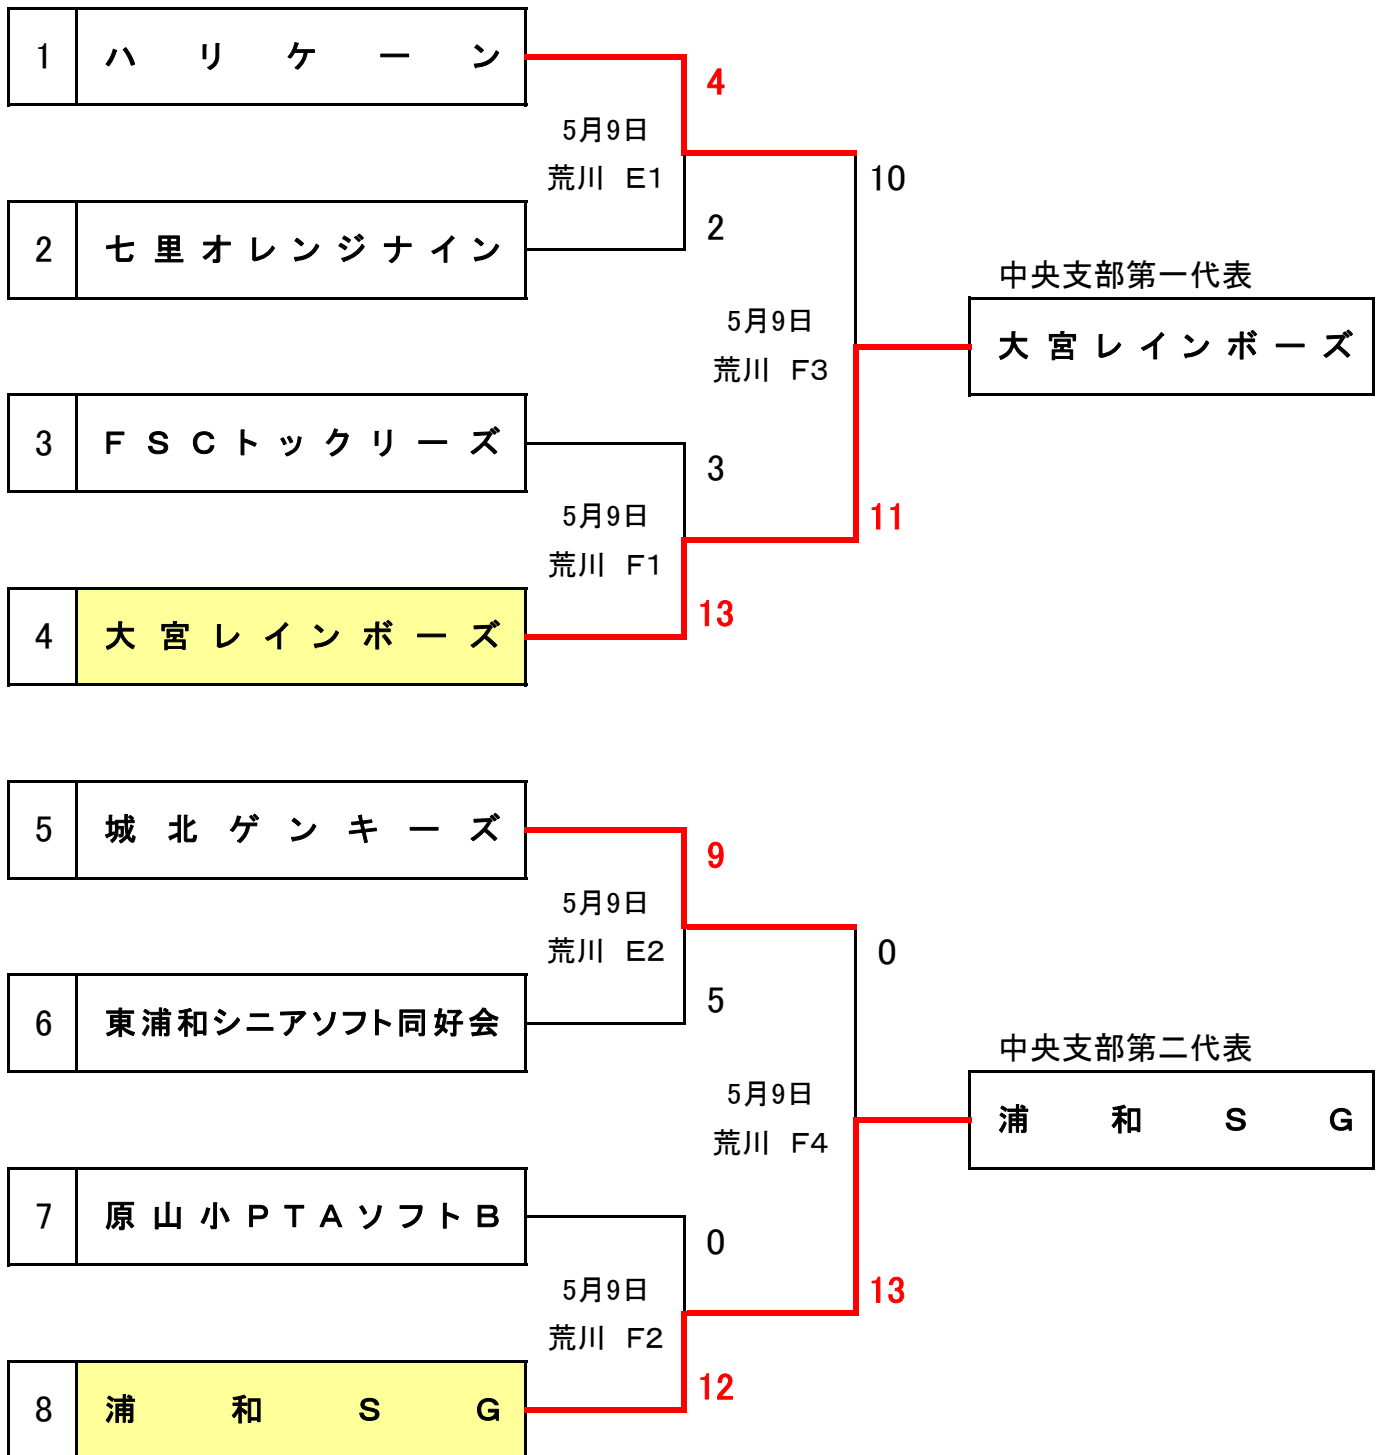 1 ハリケーン
4
5月9日
荒川 E1
10
2
2 七里オレンジナイン
中央支部第一代表
大宮レインボーズ
5月9日
荒川 F3
3 FSCトックリーズ
3
5月9日
荒川 F1
11
13
4 大宮レインボーズ
5 城北ゲンキーズ
9
5月9日
荒川 E2
0
5
6 東浦和シニアソフト同好会
中央支部第二代表
浦和SG
5月9日
荒川 F4
7 原山小PTAソフトB
0
5月9日
荒川 F2
13
12
8 浦和SG